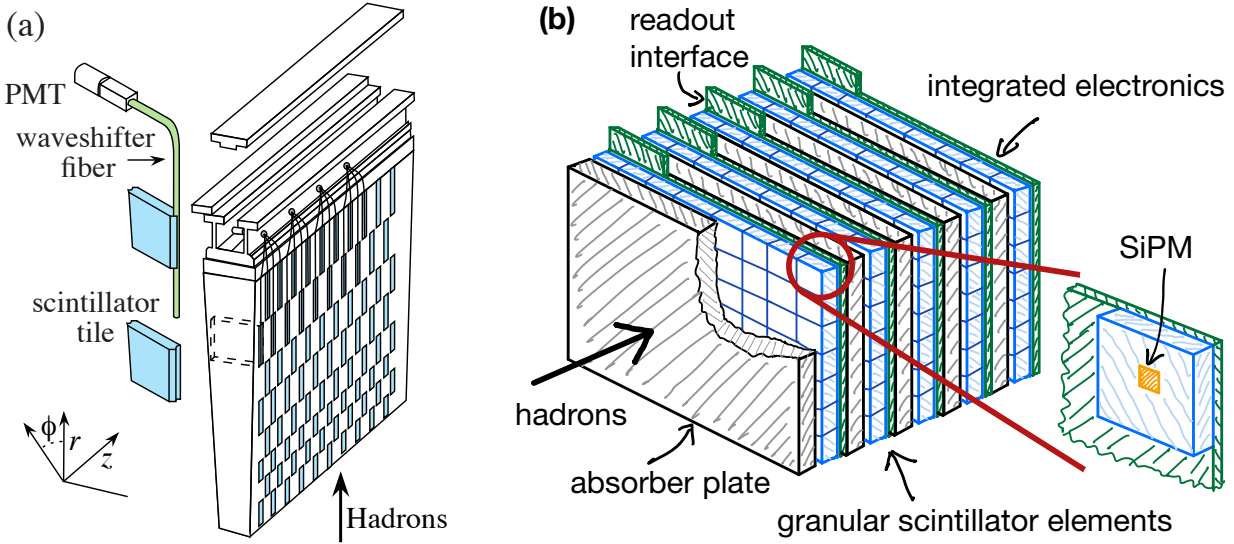 (a)
PMT
waveshifter
fiber
scintillator
tile
ϕ
r
z
Hadrons
(b)
readout
interface
integrated electronics
SiPM
hadrons
absorber plate
granular scintillator elements